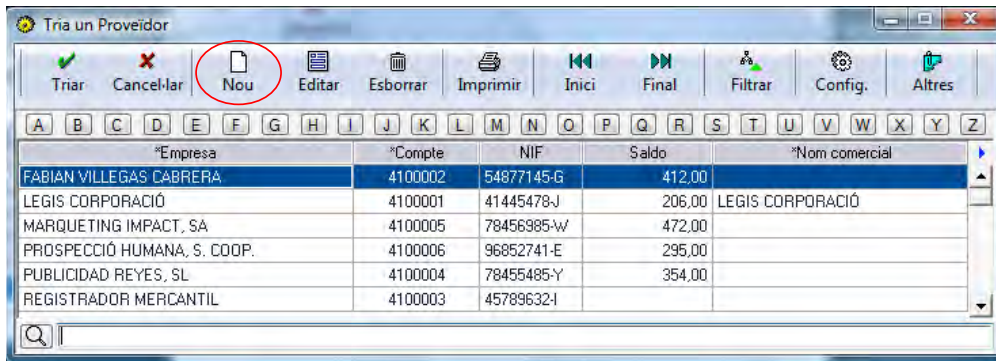 Tria un Proveïdor
Triar Cancel·lar Nou Editar Esborrar Imprimir Inici Final Filtrar Config. Altres
A B C D E F G H I J K L M N O P Q R S T U V W X Y Z
*Empresa *Compte NIF Saldo *Nom comercial
FABIAN VILLEGAS CABRERA 4100002 54877145-G 412,00
LEGIS CORPORACIÓ 4100001 41445478-J 206,00 LEGIS CORPORACIÓ
MARQUETING IMPACT, SA 4100005 78456985-W 472,00
PROSPECCIÓ HUMANA, S. COOP. 4100006 96852741-E 295,00
PUBLICIDAD REYES, SL 4100004 78455485-Y 354,00
REGISTRADOR MERCANTIL 4100003 45789632-I